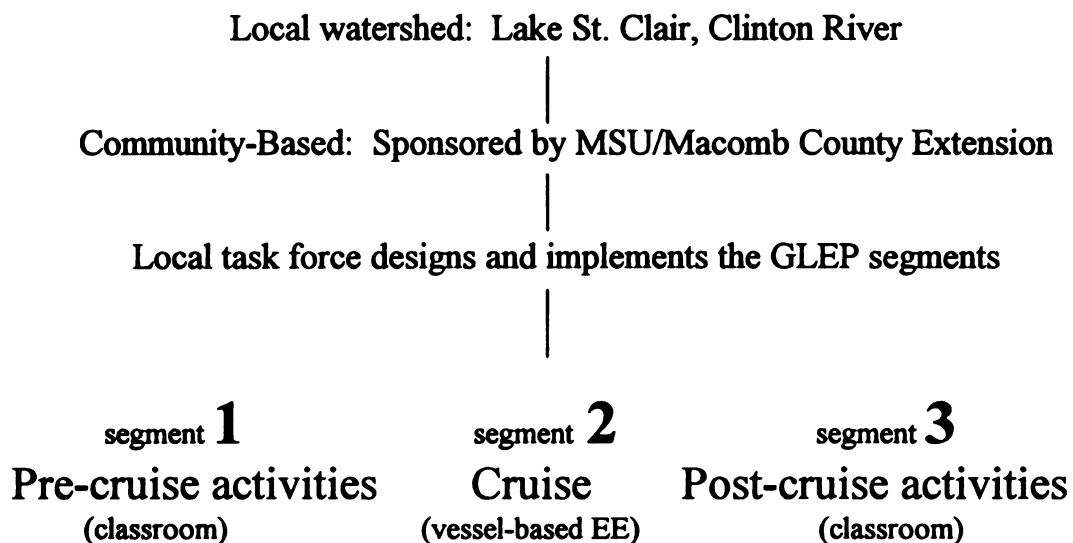 Local watershed: Lake St. Clair, Clinton River
Community-Based: Sponsored by MSU/Macomb County Extension
Local task force designs and implements the GLEP segments
segment 1 segment 2 segment 3
Pre-cruise activities Cruise Post-cruise activities
(classroom) (vessel-based EE) (classroom)